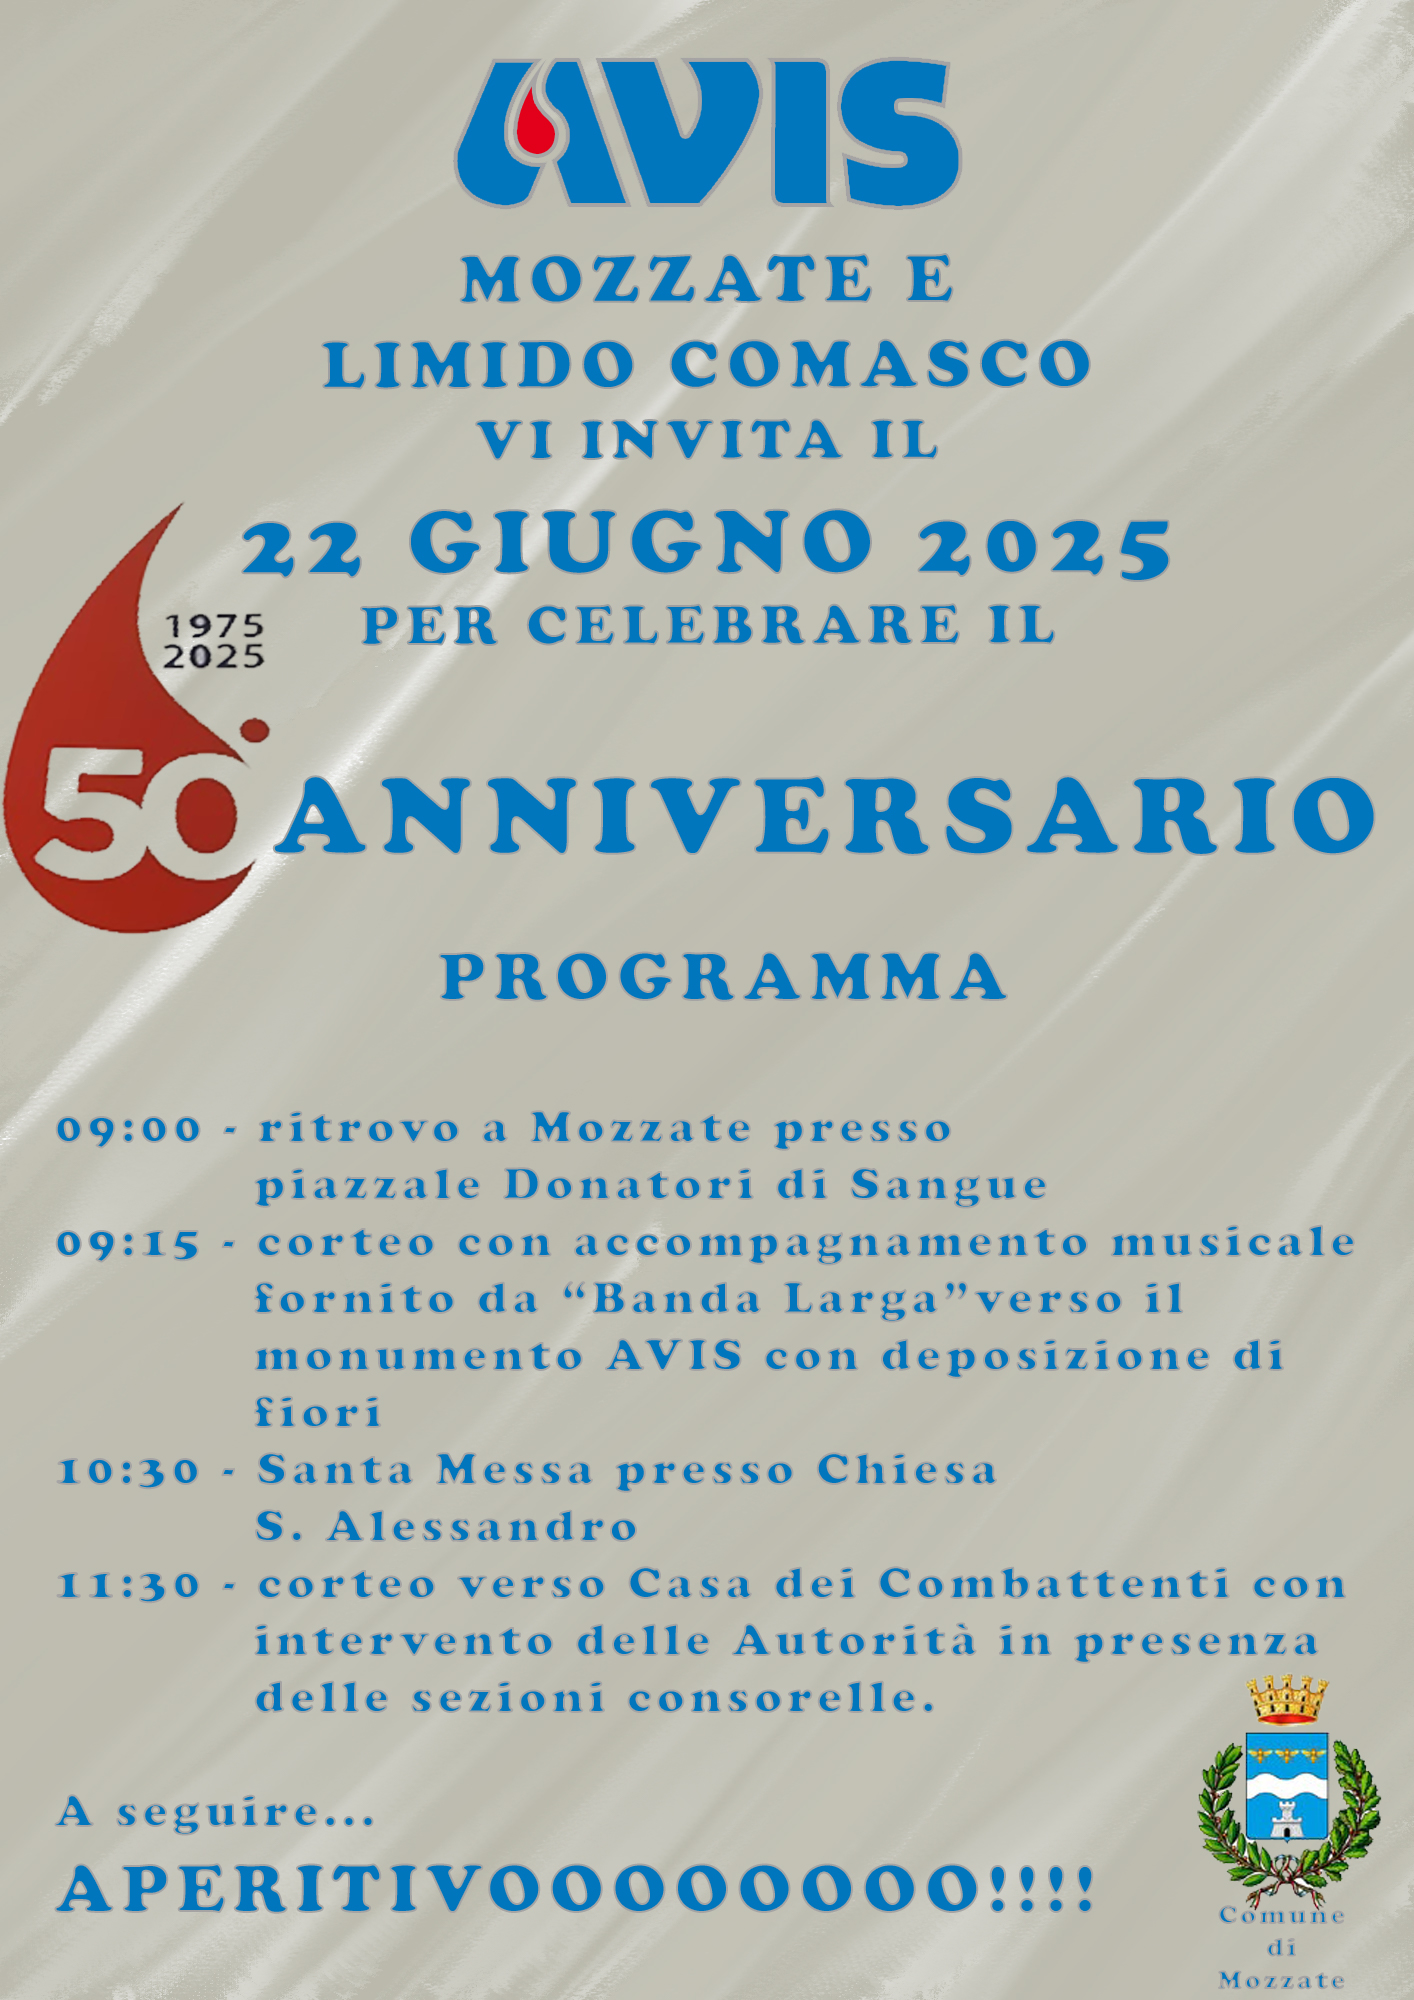 AVIS
MOZZATE E
LIMIDO COMASCO
VI INVITA IL
22 GIUGNO 2025
PER CELEBRARE IL
1975
2025
50° ANNIVERSARIO
PROGRAMMA
09:00 - ritrovo a Mozzate presso
piazzale Donatori di Sangue
09:15 - corteo con accompagnamento musicale
fornito da “Banda Larga”verso il
monumento AVIS con deposizione di
fiori
10:30 - Santa Messa presso Chiesa
S. Alessandro
11:30 - corteo verso Casa dei Combattenti con
intervento delle Autorità in presenza
delle sezioni consorelle.
A seguire...
APERITIVOOOOOOOO!!!!
Comune
di
Mozzate